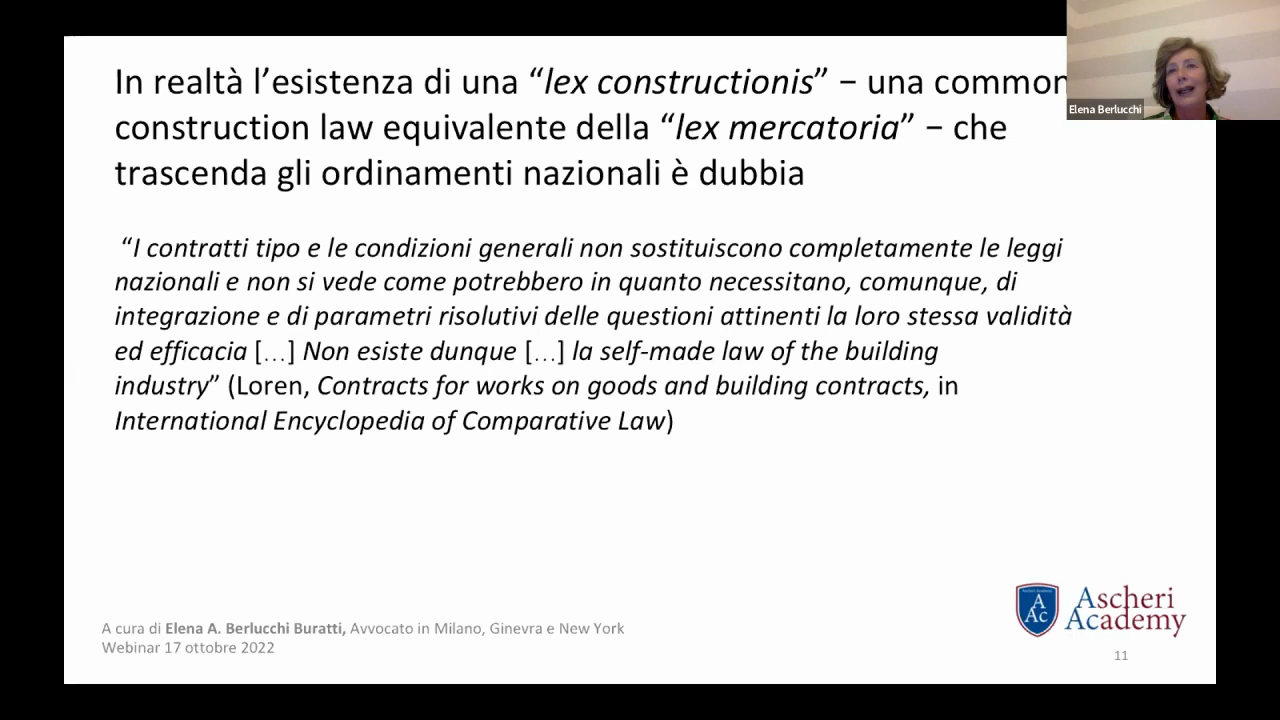 In realtà l’esistenza di una “lex constructionis” – una common
construction law equivalente della “lex mercatoria” – che
trascenda gli ordinamenti nazionali è dubbia
“I contratti tipo e le condizioni generali non sostituiscono completamente le leggi
nazionali e non si vede come potrebbero in quanto necessitano, comunque, di
integrazione e di parametri risolutivi delle questioni attinenti la loro stessa validità
ed efficacia […] Non esiste dunque […] la self-made law of the building
industry” (Loren, Contracts for works on goods and building contracts, in
International Encyclopedia of Comparative Law)
Elena Berlucchi
A cura di Elena A. Berlucchi Buratti, Avvocato in Milano, Ginevra e New York
Webinar 17 ottobre 2022
A
Ac
Ascheri
Academy
11